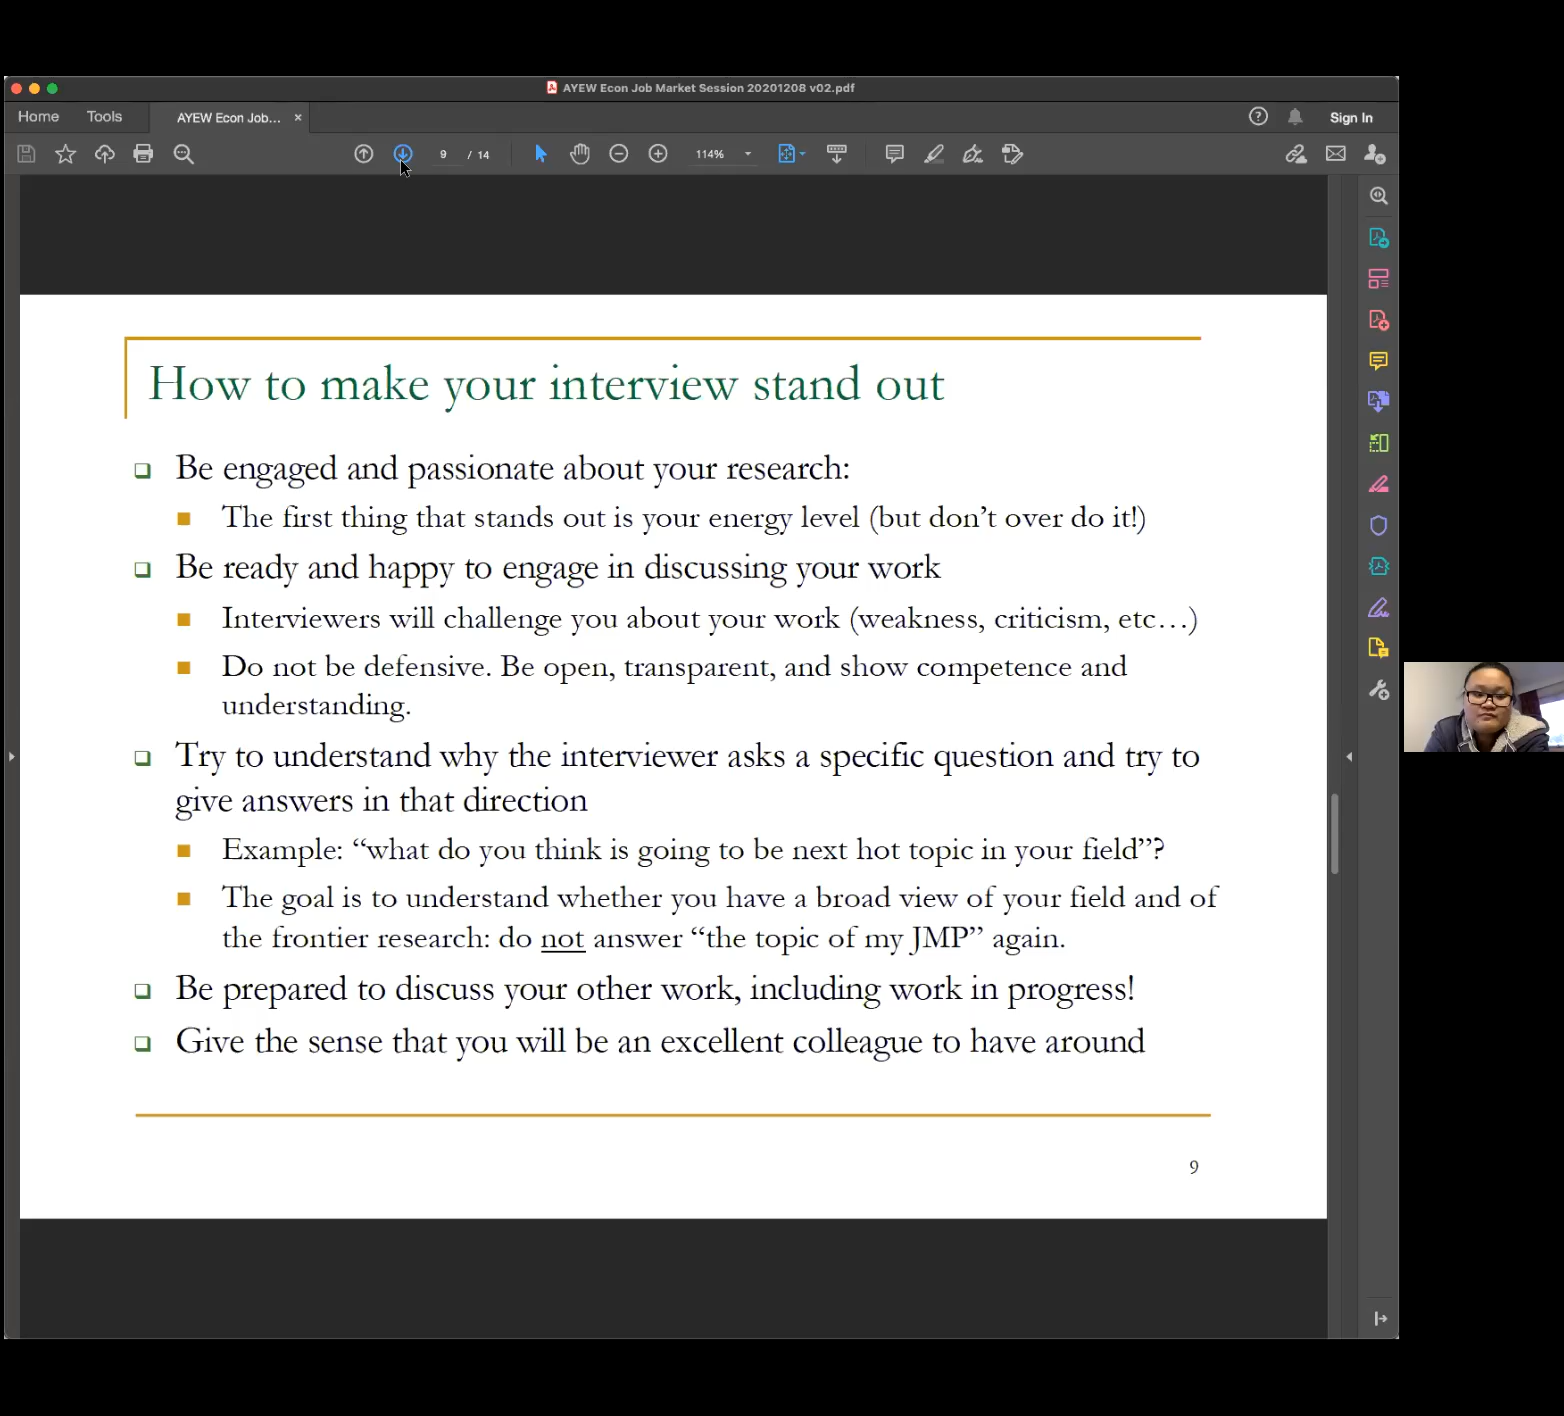 AYEW Econ Job Market Session 20201208 v02.pdf
Home Tools AYEW Econ Job... × Sign In
9 / 14 114%
How to make your interview stand out
Be engaged and passionate about your research:
The first thing that stands out is your energy level (but don't over do it!)
Be ready and happy to engage in discussing your work
Interviewers will challenge you about your work (weakness, criticism, etc…)
Do not be defensive. Be open, transparent, and show competence and
understanding.
Try to understand why the interviewer asks a specific question and try to
give answers in that direction
Example: “what do you think is going to be next hot topic in your field”?
The goal is to understand whether you have a broad view of your field and of
the frontier research: do not answer “the topic of my JMP” again.
Be prepared to discuss your other work, including work in progress!
Give the sense that you will be an excellent colleague to have around
9